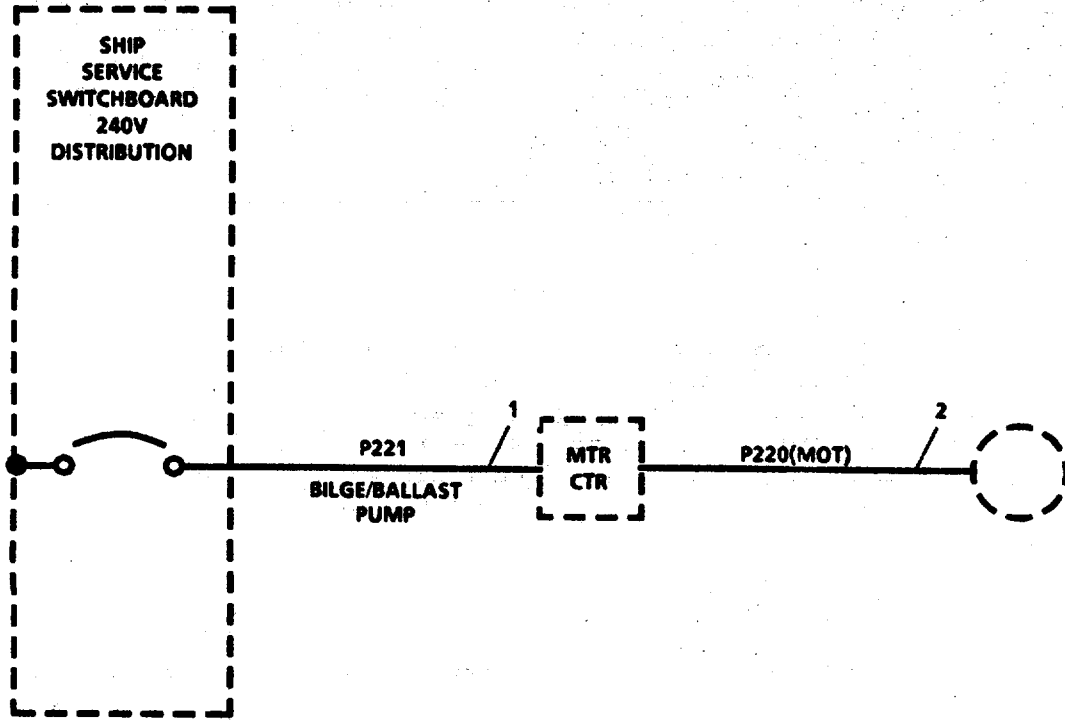 SHIP
SERVICE
SWITCHBOARD
240V
DISTRIBUTION
P221
BILGE/BALLAST
PUMP
1
MTR
CTR
P220(MOT)
2